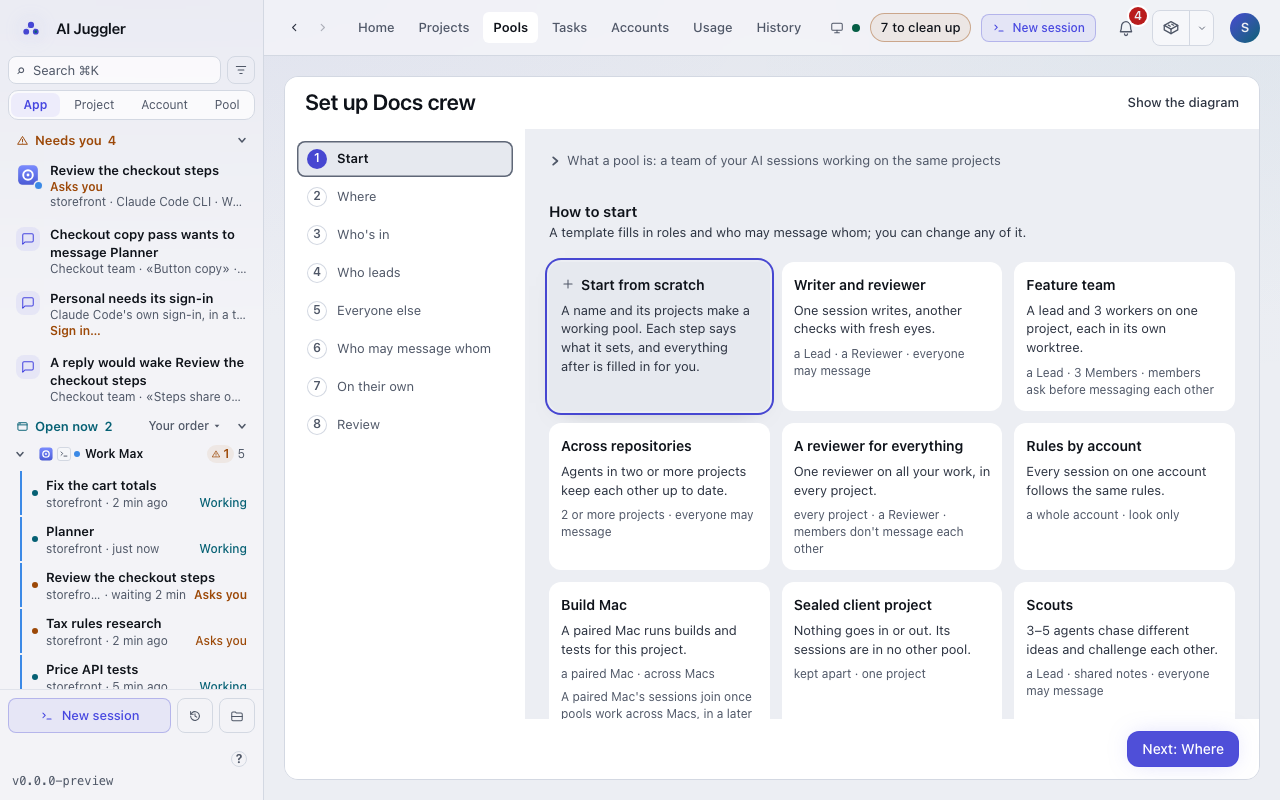 AI Juggler
Search ⌘K
App Project Account Pool
Needs you 4
Review the checkout steps
Asks you
storefront · Claude Code CLI · W...
Checkout copy pass wants to
message Planner
Checkout team · «Button copy» ·...
Personal needs its sign-in
Claude Code's own sign-in, in a t...
Sign in...
A reply would wake Review the
checkout steps
Checkout team · «Steps share o...
Open now 2 Your order
Work Max 1 5
Fix the cart totals
storefront · 2 min ago Working
Planner
storefront · just now Working
Review the checkout steps
storefro... · waiting 2 min Asks you
Tax rules research
storefront · 2 min ago Asks you
Price API tests
storefront · 5 min ago Working
New session
?
v0.0.0-preview
Home Projects Pools Tasks Accounts Usage History 7 to clean up New session 4 S
Set up Docs crew
Show the diagram
1 Start
2 Where
3 Who's in
4 Who leads
5 Everyone else
6 Who may message whom
7 On their own
8 Review
What a pool is: a team of your AI sessions working on the same projects
How to start
A template fills in roles and who may message whom; you can change any of it.
Start from scratch
A name and its projects make a
working pool. Each step says
what it sets, and everything
after is filled in for you.
Writer and reviewer
One session writes, another
checks with fresh eyes.
a Lead · a Reviewer · everyone
may message
Feature team
A lead and 3 workers on one
project, each in its own
worktree.
a Lead · 3 Members · members
ask before messaging each other
Across repositories
Agents in two or more projects
keep each other up to date.
2 or more projects · everyone may
message
A reviewer for everything
One reviewer on all your work, in
every project.
every project · a Reviewer ·
members don't message each
other
Rules by account
Every session on one account
follows the same rules.
a whole account · look only
Build Mac
A paired Mac runs builds and
tests for this project.
a paired Mac · across Macs
A paired Mac's sessions join once
pools work across Macs, in a later
Sealed client project
Nothing goes in or out. Its
sessions are in no other pool.
kept apart · one project
Scouts
3–5 agents chase different
ideas and challenge each other.
a Lead · shared notes · everyone
may message
Next: Where